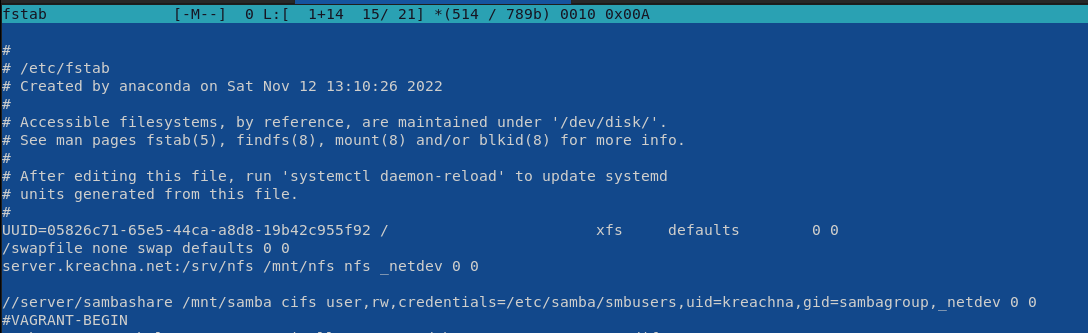 fstab [-M--] 0 L:[ 1+14 15/ 21] *(514 / 789b) 0010 0x00A
#
# /etc/fstab
# Created by anaconda on Sat Nov 12 13:10:26 2022
#
# Accessible filesystems, by reference, are maintained under '/dev/disk/'.
# See man pages fstab(5), findfs(8), mount(8) and/or blkid(8) for more info.
#
# After editing this file, run 'systemctl daemon-reload' to update systemd
# units generated from this file.
#
UUID=05826c71-65e5-44ca-a8d8-19b42c955f92 / xfs defaults 0 0
/swapfile none swap defaults 0 0
server.kreachna.net:/srv/nfs /mnt/nfs nfs _netdev 0 0
//server/sambashare /mnt/samba cifs user,rw,credentials=/etc/samba/smbusers,uid=kreachna,gid=sambagroup,_netdev 0 0
#VAGRANT-BEGIN